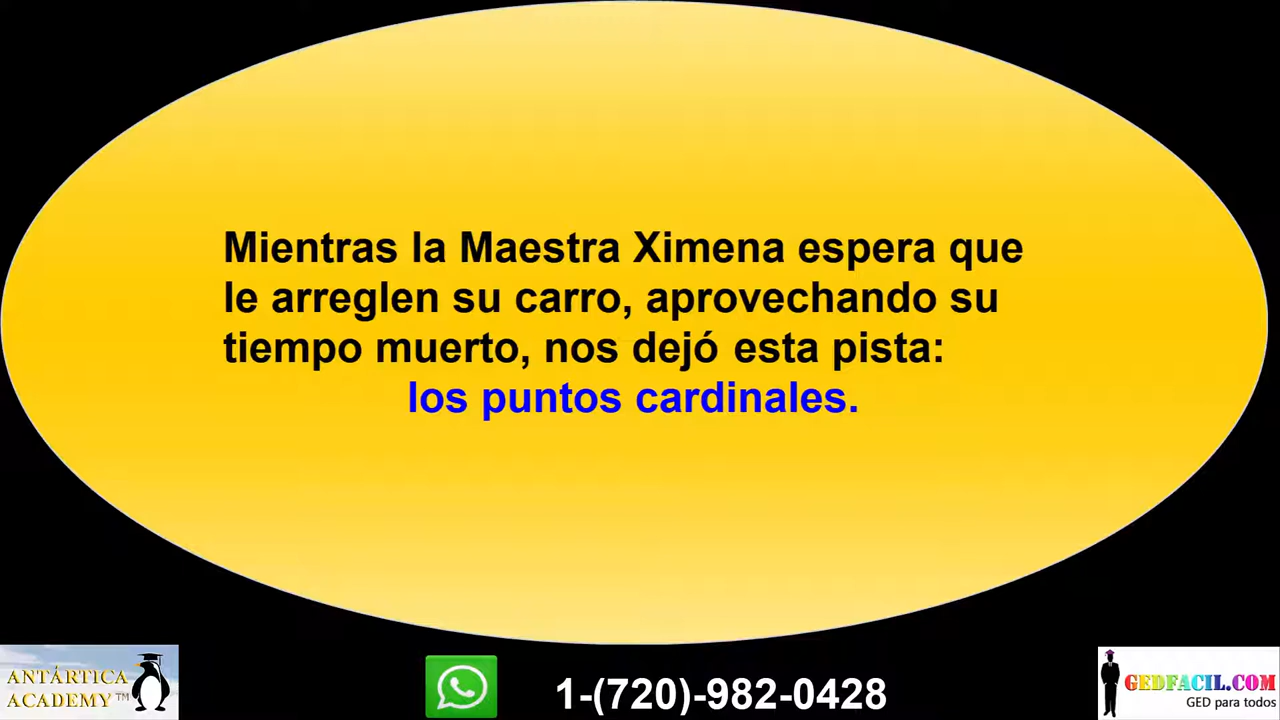 Mientras la Maestra Ximena espera que
le arreglen su carro, aprovechando su
tiempo muerto, nos dejó esta pista:
los puntos cardinales.
ANTÁRTICA
ACADEMY™
1-(720)-982-0428
GEDFACIL.COM
GED para todos